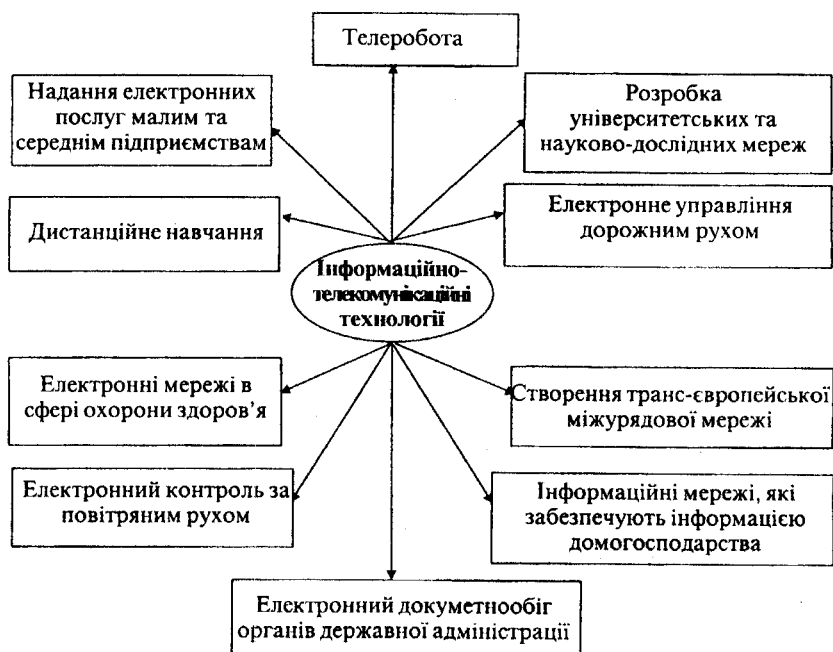 Телеробота
Надання електронних
послуг малим та
середнім підприємствам
Розробка
університетських та
науково-дослідних мереж
Дистанційне навчання
Електронне управління
дорожним рухом
Інформаційно-
телекомунікаційні
технології
Електронні мережі в
сфері охорони здоров’я
Створення транс-європейської
міжурядової мережі
Електронний контроль за
повітряним рухом
Інформаційні мережі, які
забезпечують інформацією
домогосподарства
Електронний докуметнообіг
органів державної адміністрації